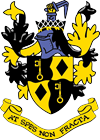 AT SPES NON FRACTA